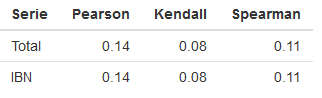 Serie Pearson Kendall Spearman
Total 0.14 0.08 0.11
IBN 0.14 0.08 0.11